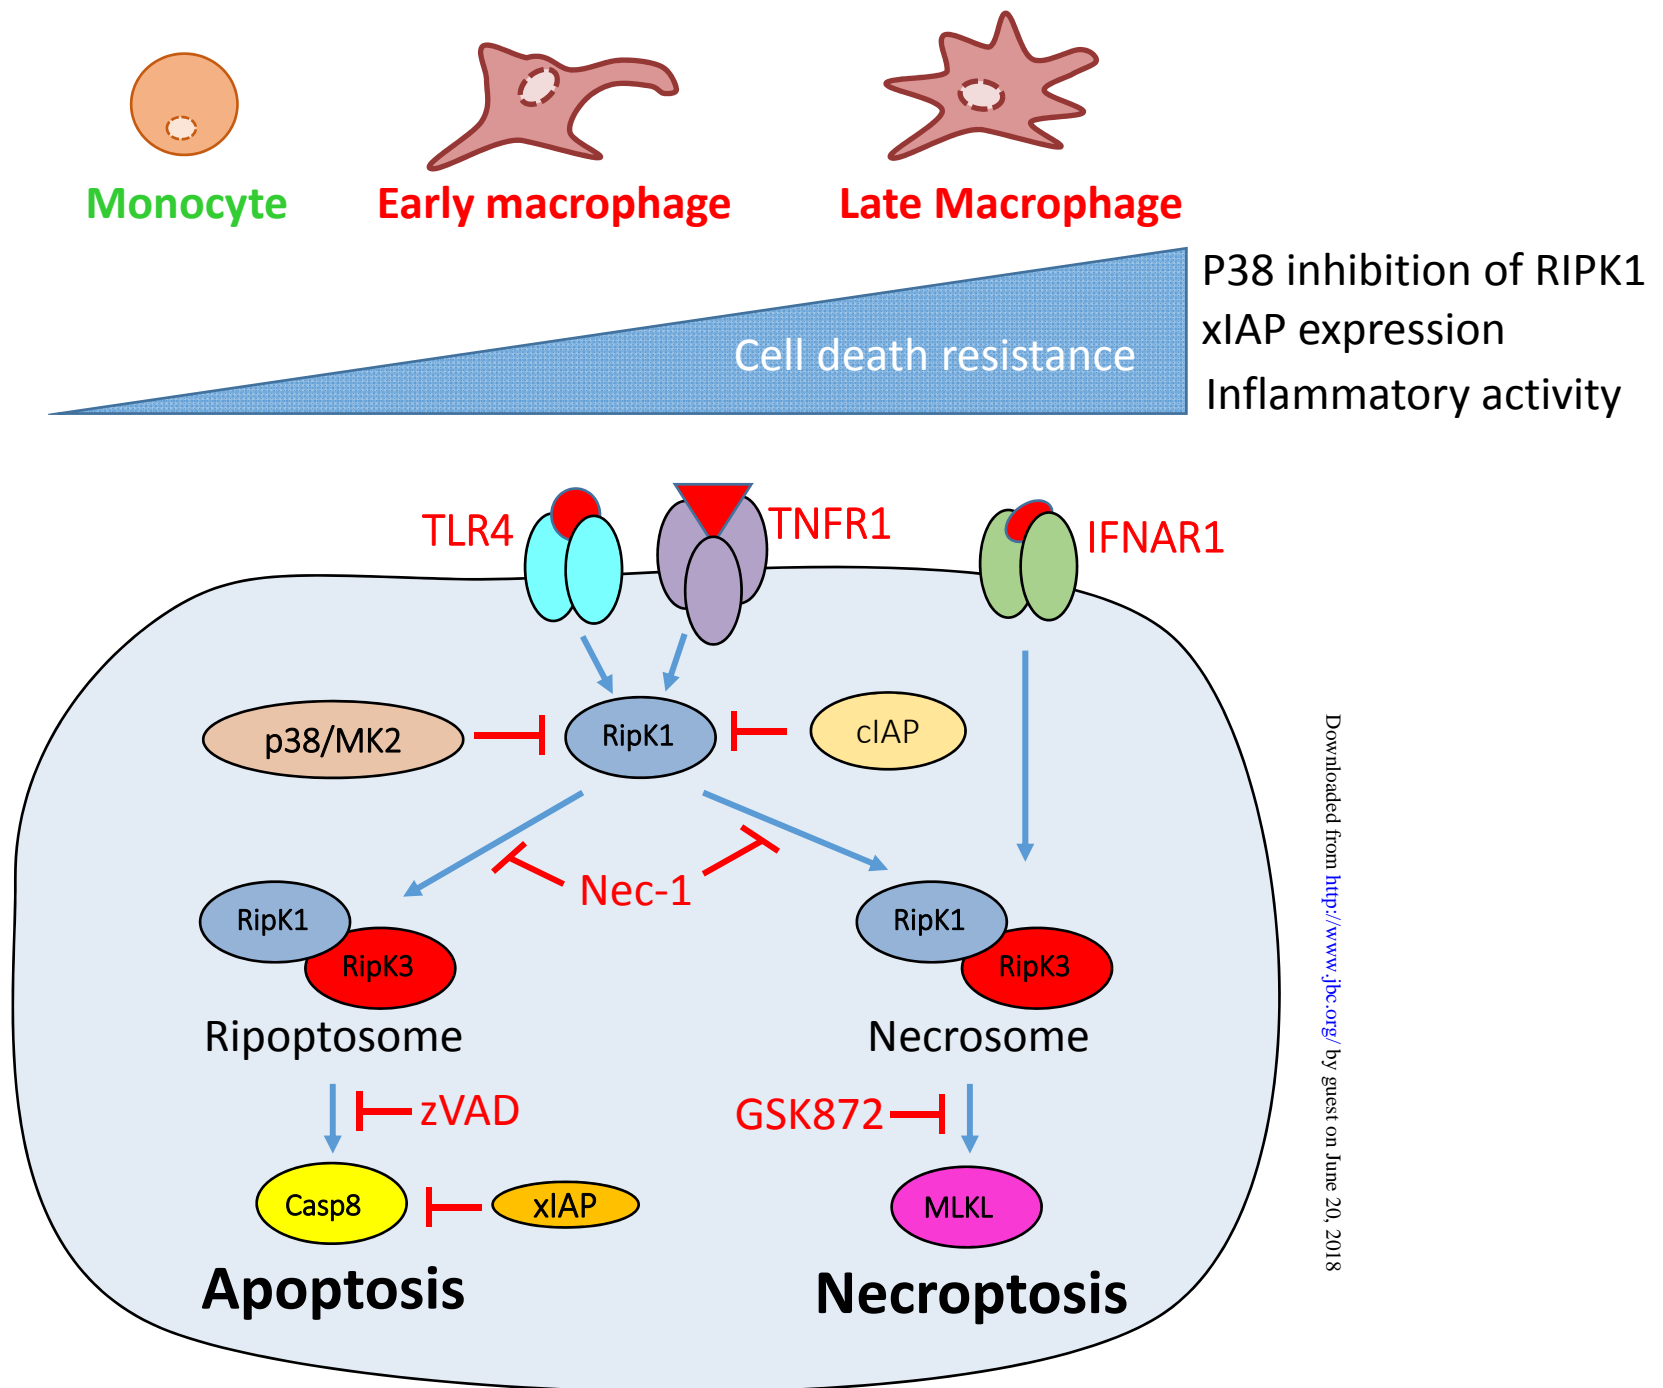 Monocyte
Early macrophage
Late Macrophage
P38 inhibition of RIPK1
xIAP expression
Cell death resistance
Inflammatory activity
TLR4
TNFR1
IFNAR1
p38/MK2
RipK1
cIAP
Nec-1
RipK1
RipK3
Ripoptosome
RipK1
RipK3
Necrosome
zVAD
GSK872
Casp8
xIAP
MLKL
Apoptosis
Necroptosis
Downloaded from http://www.jbc.org/ by guest on June 20, 2018